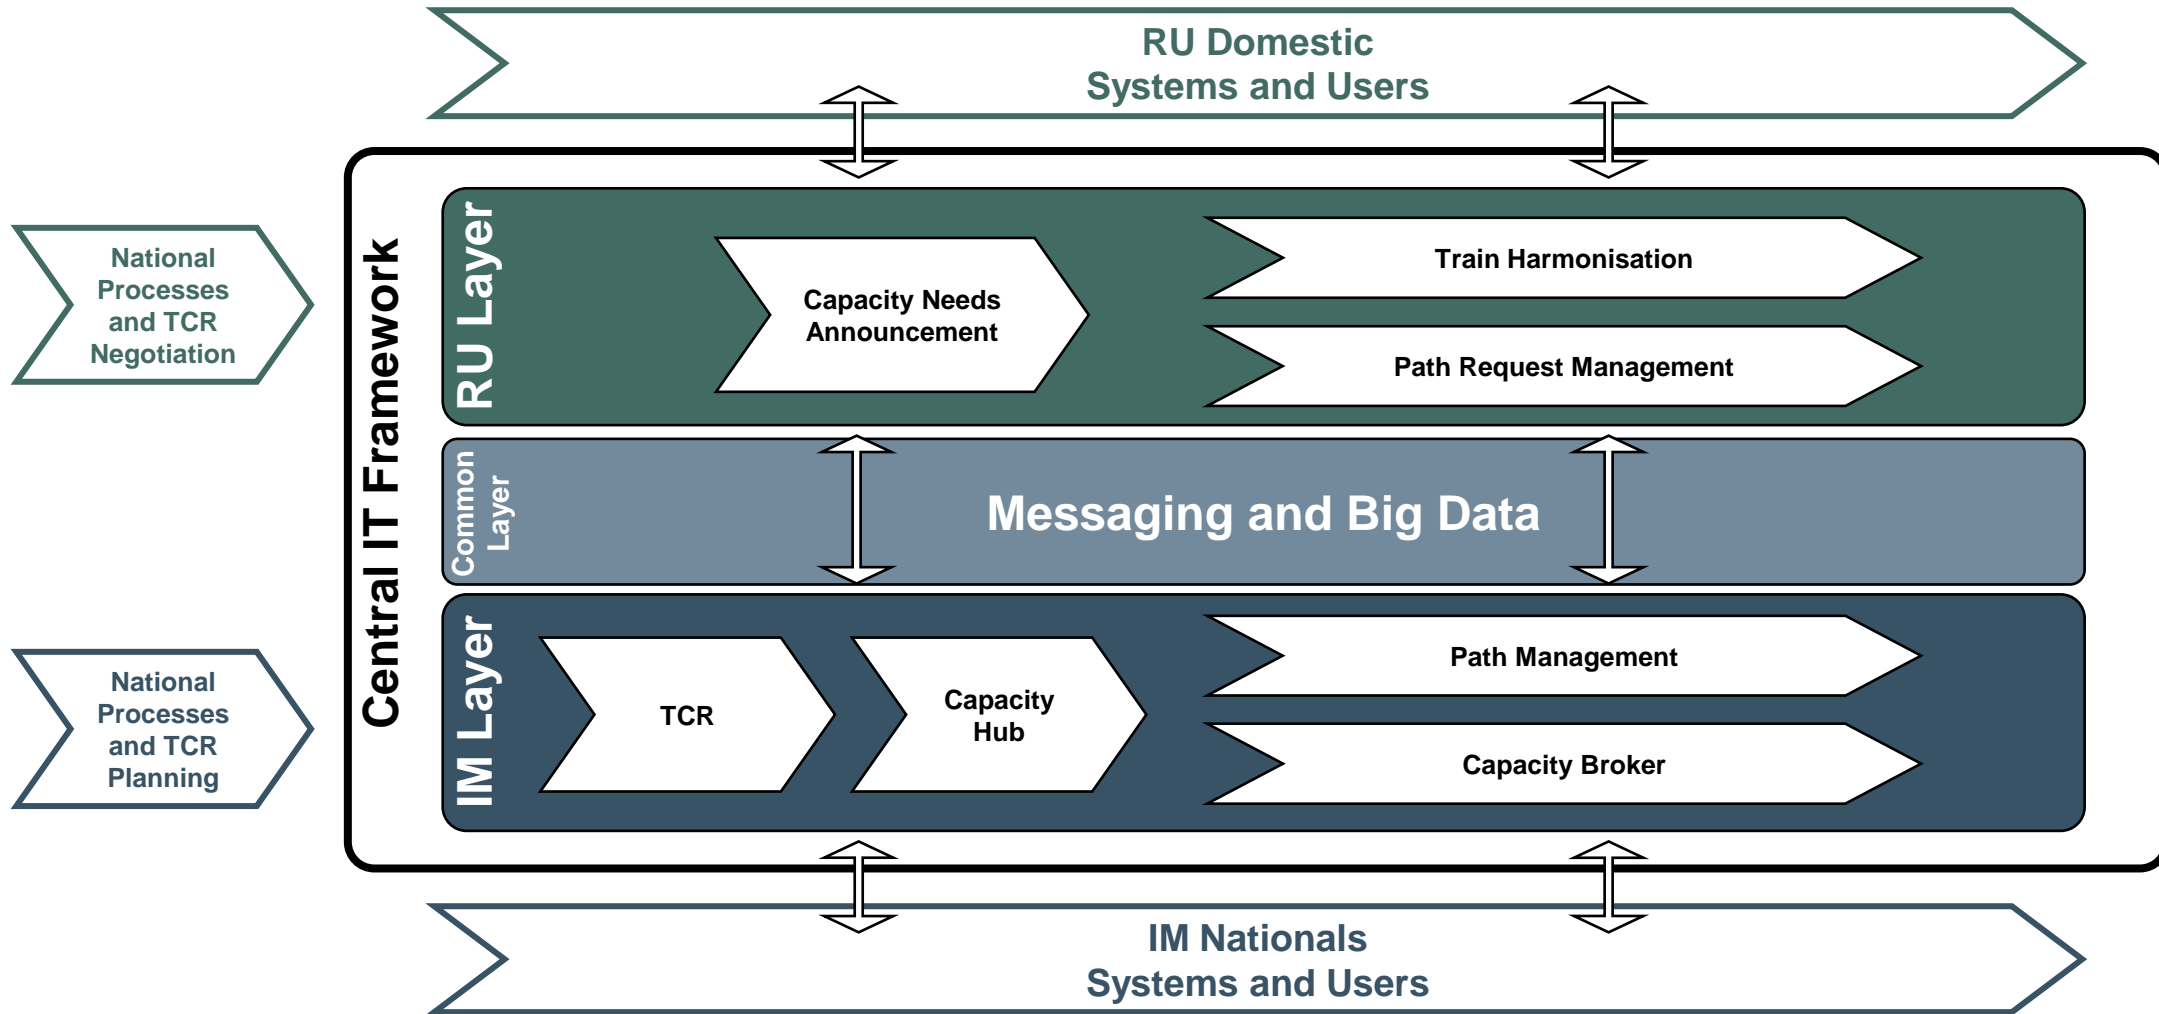 RU Domestic
Systems and Users
National
Processes
and TCR
Negotiation
Central IT Framework
RU Layer
Capacity Needs
Announcement
Train Harmonisation
Path Request Management
Common
Layer
Messaging and Big Data
National
Processes
and TCR
Planning
IM Layer
TCR
Capacity
Hub
Path Management
Capacity Broker
IM Nationals
Systems and Users